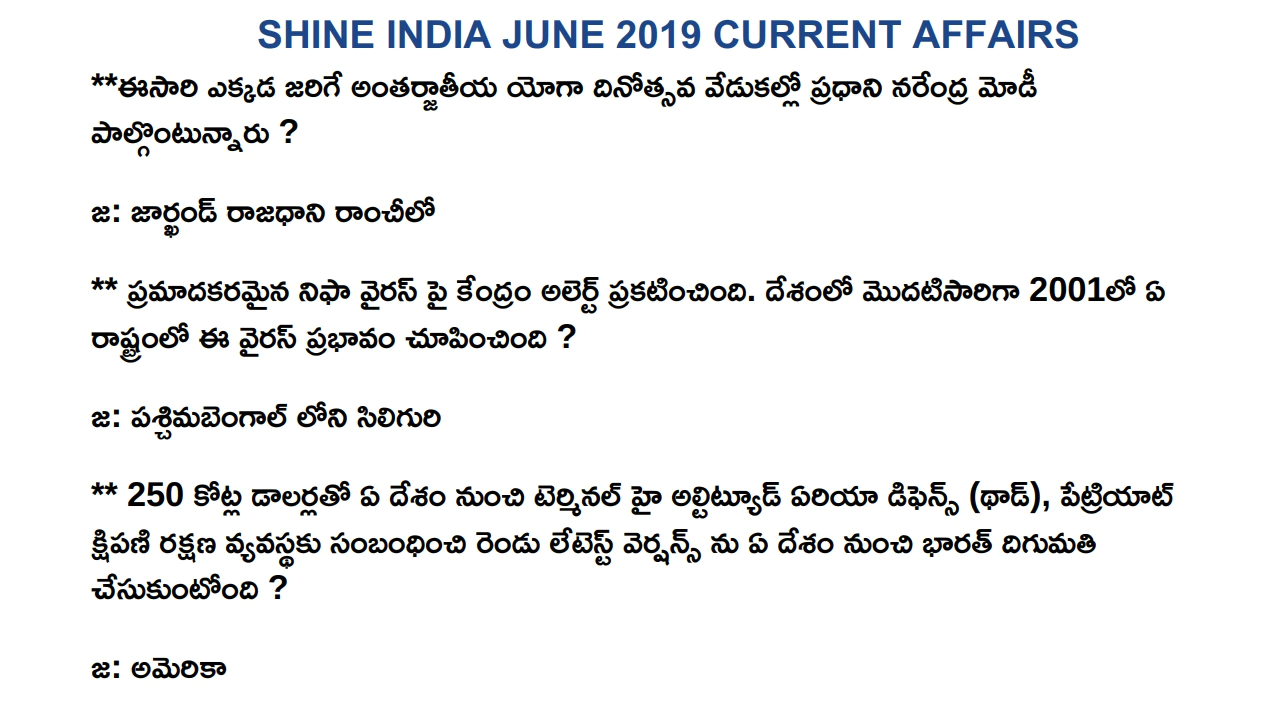 SHINE INDIA JUNE 2019 CURRENT AFFAIRS
**ఈసారి ఎక్కడ జరిగే అంతర్జాతీయ యోగా దినోత్సవ వేడుకల్లో ప్రధాని నరేంద్ర మోడీ
పాల్గొంటున్నారు ?
జ: జార్ఖండ్ రాజధాని రాంచీలో
** ప్రమాదకరమైన నిఫా వైరస్ పై కేంద్రం అలెర్ట్ ప్రకటించింది. దేశంలో మొదటిసారిగా 2001లో ఏ
రాష్ట్రంలో ఈ వైరస్ ప్రభావం చూపించింది ?
జ: పశ్చిమబెంగాల్ లోని సిలిగురి
** 250 కోట్ల డాలర్లతో ఏ దేశం నుంచి టెర్మినల్ హై అల్టిట్యూడ్ ఏరియా డిఫెన్స్ (థాడ్), పేట్రియాట్
క్షిపణి రక్షణ వ్యవస్థకు సంబంధించి రెండు లేటెస్ట్ వెర్షన్స్ ను ఏ దేశం నుంచి భారత్ దిగుమతి
చేసుకుంటోంది ?
జ: అమెరికా